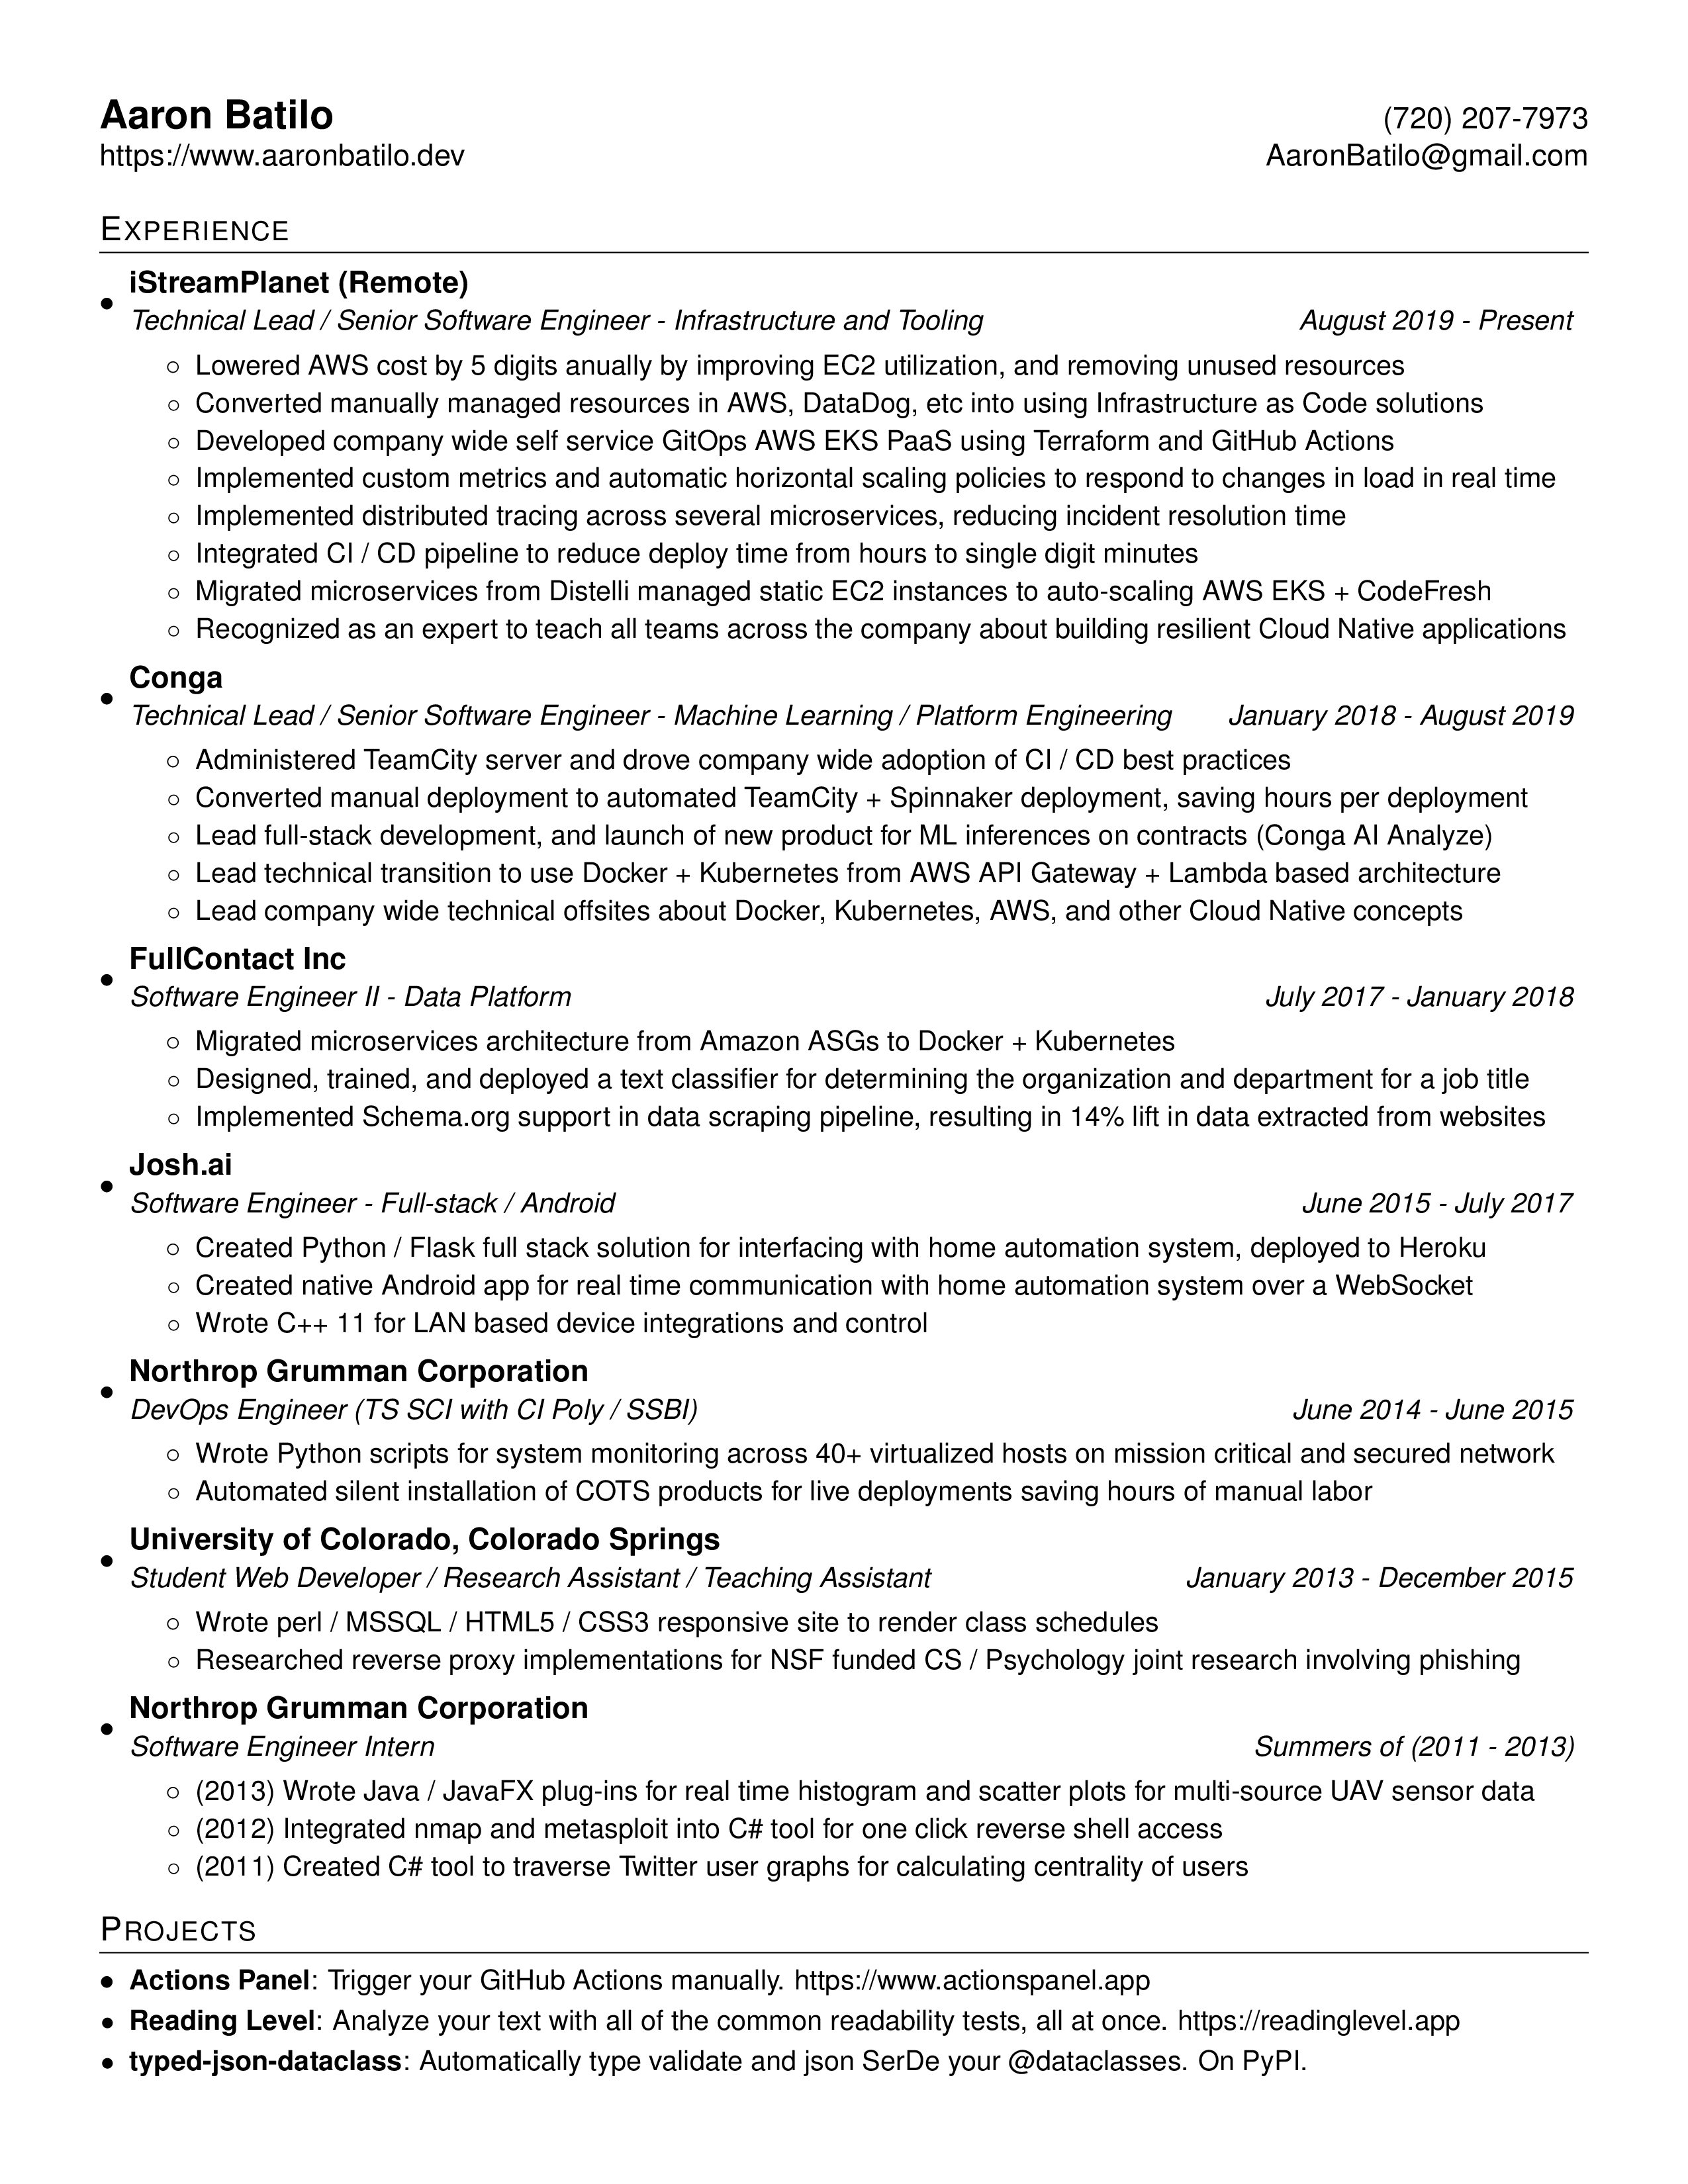 Aaron Batilo
(720) 207-7973
https://www.aaronbatilo.dev
AaronBatilo@gmail.com
EXPERIENCE
• iStreamPlanet (Remote)
Technical Lead / Senior Software Engineer - Infrastructure and Tooling August 2019 - Present
○ Lowered AWS cost by 5 digits anually by improving EC2 utilization, and removing unused resources
○ Converted manually managed resources in AWS, DataDog, etc into using Infrastructure as Code solutions
○ Developed company wide self service GitOps AWS EKS PaaS using Terraform and GitHub Actions
○ Implemented custom metrics and automatic horizontal scaling policies to respond to changes in load in real time
○ Implemented distributed tracing across several microservices, reducing incident resolution time
○ Integrated CI / CD pipeline to reduce deploy time from hours to single digit minutes
○ Migrated microservices from Distelli managed static EC2 instances to auto-scaling AWS EKS + CodeFresh
○ Recognized as an expert to teach all teams across the company about building resilient Cloud Native applications
• Conga
Technical Lead / Senior Software Engineer - Machine Learning / Platform Engineering January 2018 - August 2019
○ Administered TeamCity server and drove company wide adoption of CI / CD best practices
○ Converted manual deployment to automated TeamCity + Spinnaker deployment, saving hours per deployment
○ Lead full-stack development, and launch of new product for ML inferences on contracts (Conga AI Analyze)
○ Lead technical transition to use Docker + Kubernetes from AWS API Gateway + Lambda based architecture
○ Lead company wide technical offsites about Docker, Kubernetes, AWS, and other Cloud Native concepts
• FullContact Inc
Software Engineer II - Data Platform July 2017 - January 2018
○ Migrated microservices architecture from Amazon ASGs to Docker + Kubernetes
○ Designed, trained, and deployed a text classifier for determining the organization and department for a job title
○ Implemented Schema.org support in data scraping pipeline, resulting in 14% lift in data extracted from websites
• Josh.ai
Software Engineer - Full-stack / Android June 2015 - July 2017
○ Created Python / Flask full stack solution for interfacing with home automation system, deployed to Heroku
○ Created native Android app for real time communication with home automation system over a WebSocket
○ Wrote C++ 11 for LAN based device integrations and control
• Northrop Grumman Corporation
DevOps Engineer (TS SCI with CI Poly / SSBI) June 2014 - June 2015
○ Wrote Python scripts for system monitoring across 40+ virtualized hosts on mission critical and secured network
○ Automated silent installation of COTS products for live deployments saving hours of manual labor
• University of Colorado, Colorado Springs
Student Web Developer / Research Assistant / Teaching Assistant January 2013 - December 2015
○ Wrote perl / MSSQL / HTML5 / CSS3 responsive site to render class schedules
○ Researched reverse proxy implementations for NSF funded CS / Psychology joint research involving phishing
• Northrop Grumman Corporation
Software Engineer Intern Summers of (2011 - 2013)
○ (2013) Wrote Java / JavaFX plug-ins for real time histogram and scatter plots for multi-source UAV sensor data
○ (2012) Integrated nmap and metasploit into C# tool for one click reverse shell access
○ (2011) Created C# tool to traverse Twitter user graphs for calculating centrality of users
PROJECTS
• Actions Panel: Trigger your GitHub Actions manually. https://www.actionspanel.app
• Reading Level: Analyze your text with all of the common readability tests, all at once. https://readinglevel.app
• typed-json-dataclass: Automatically type validate and json SerDe your @dataclasses. On PyPI.